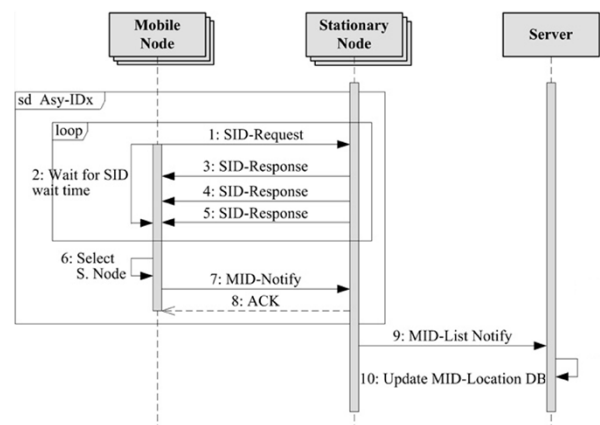 Mobile
Node
Stationary
Node
Server
sd Asy-IDx
loop
1: SID-Request
2: Wait for SID
wait time
3: SID-Response
4: SID-Response
5: SID-Response
6: Select
S. Node
7: MID-Notify
8: ACK
9: MID-List Notify
10: Update MID-Location DB